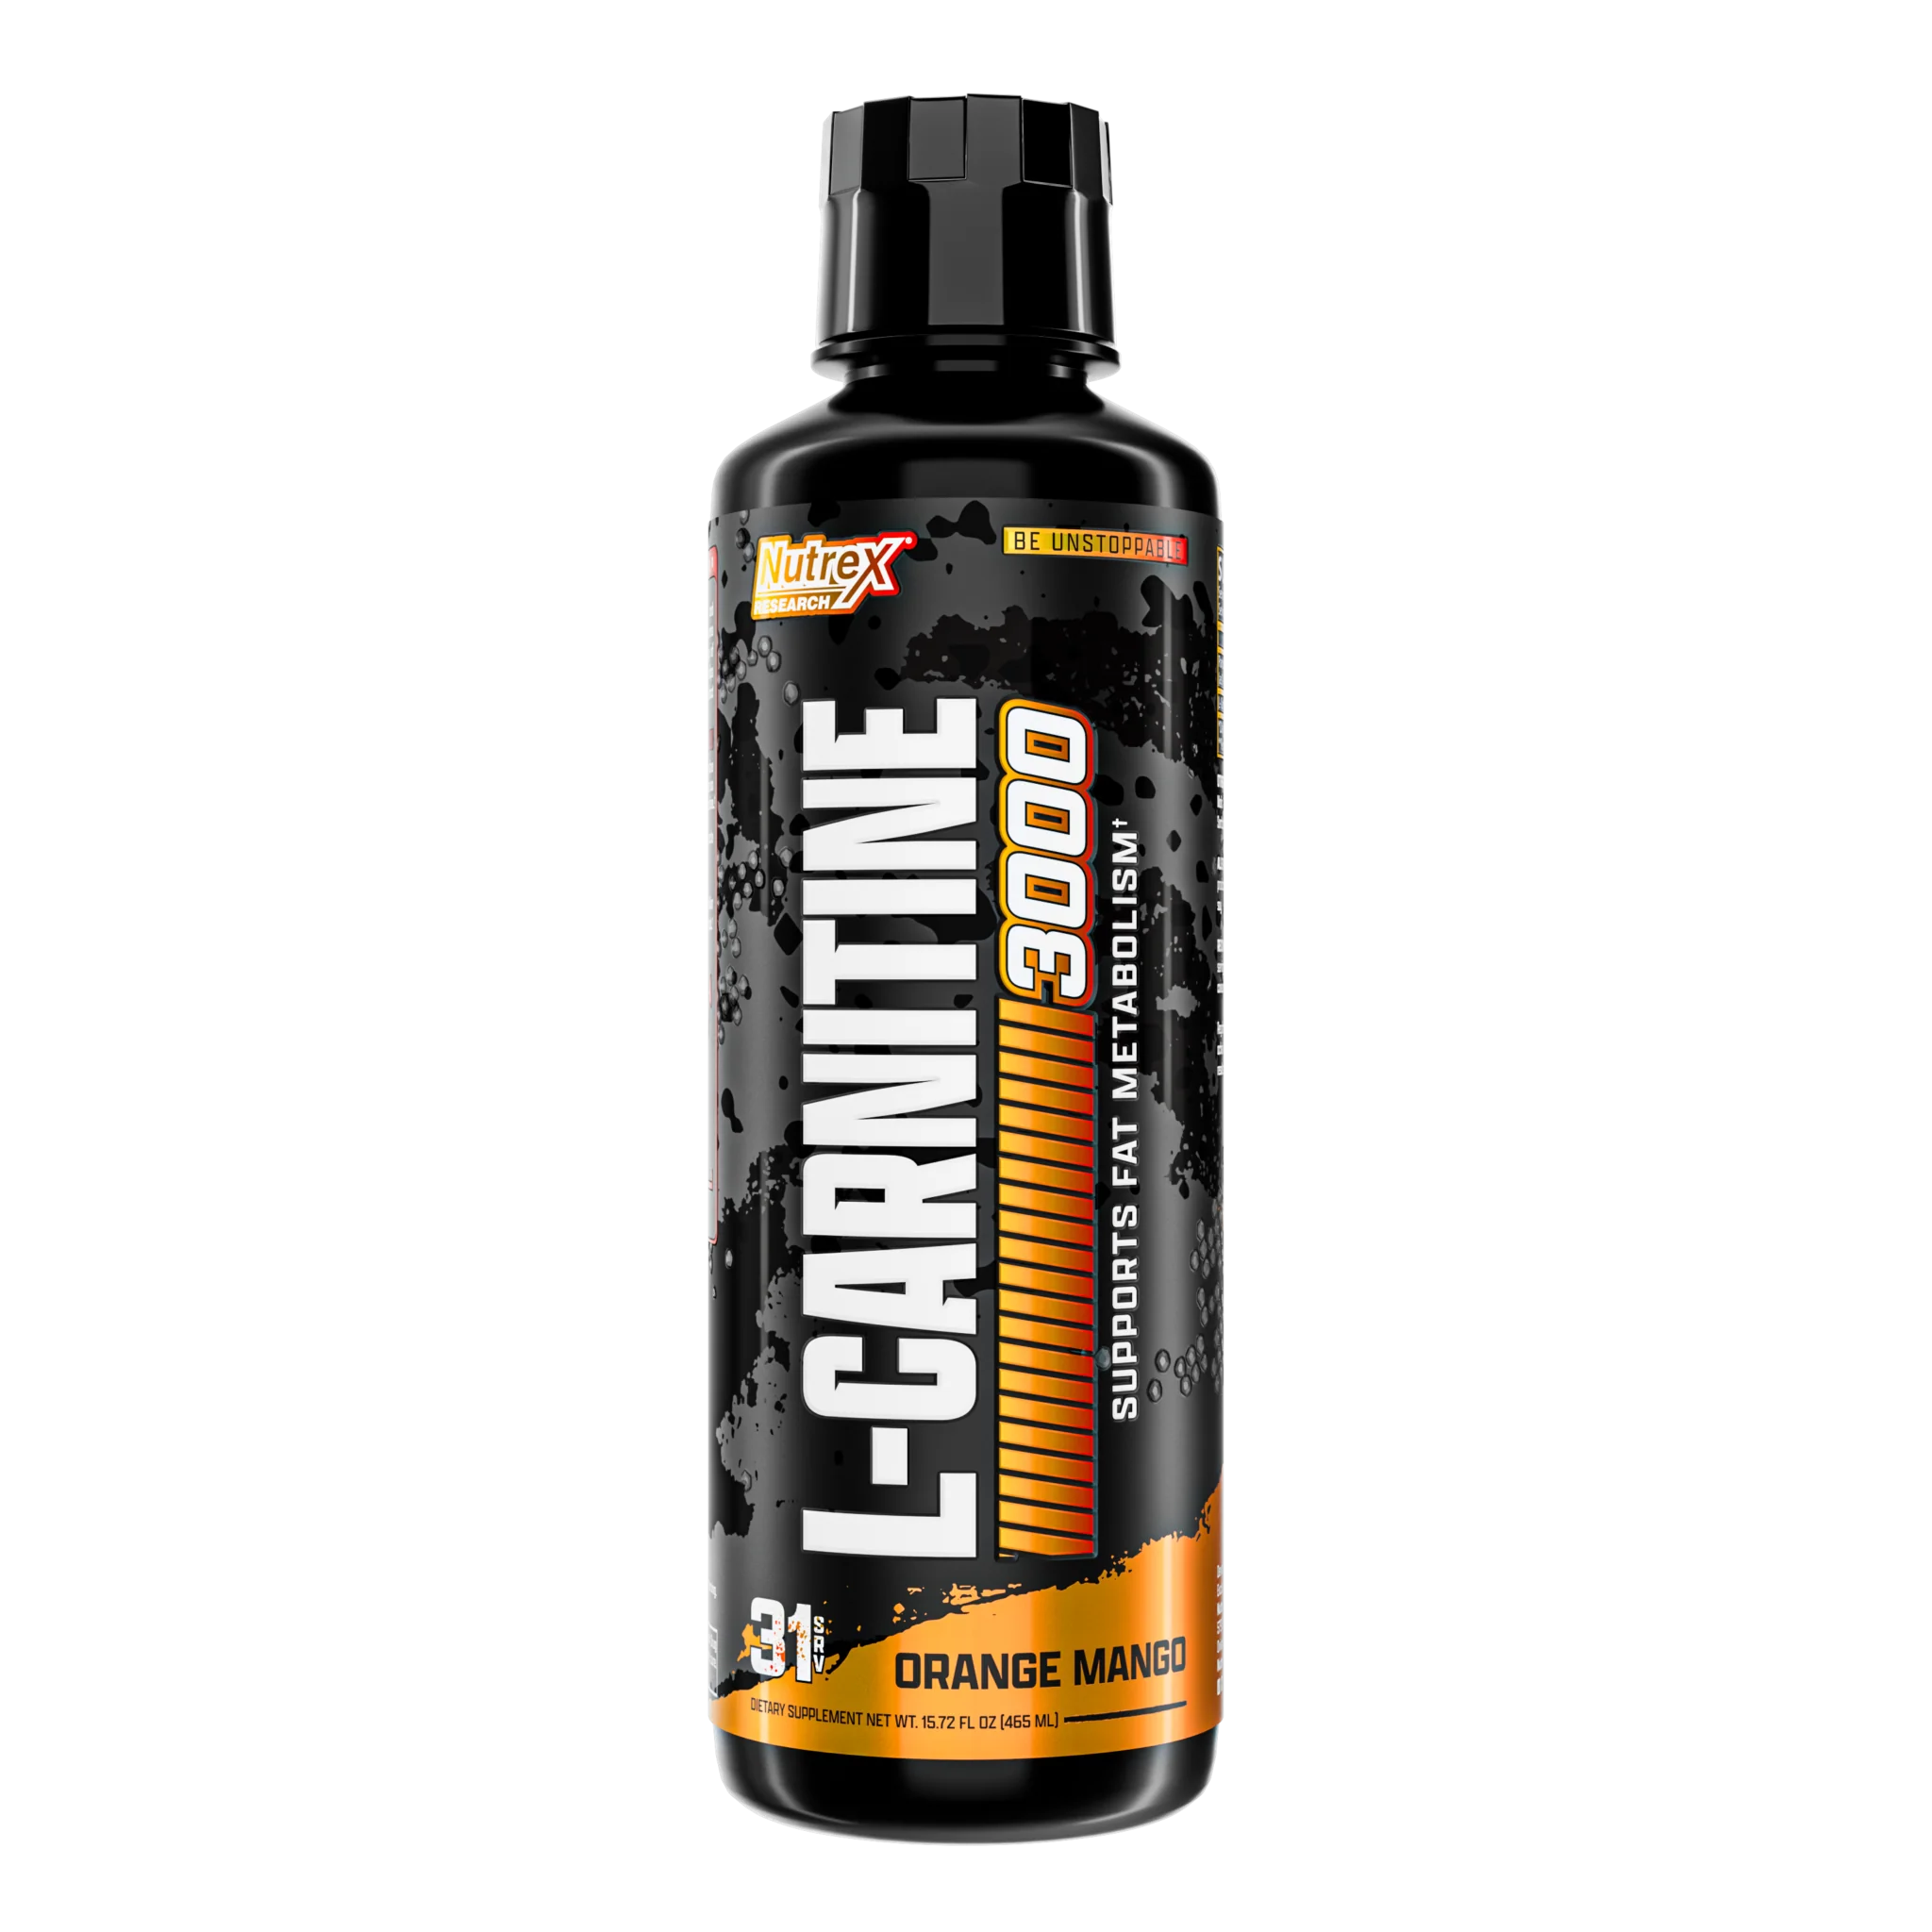 Nutrex
RESEARCH
BE UNSTOPPABLE
L-CARNITINE
3000
SUPPORTS FAT METABOLISM†
31 SRV
ORANGE MANGO
DIETARY SUPPLEMENT NET WT. 15.72 FL OZ (465 ML)